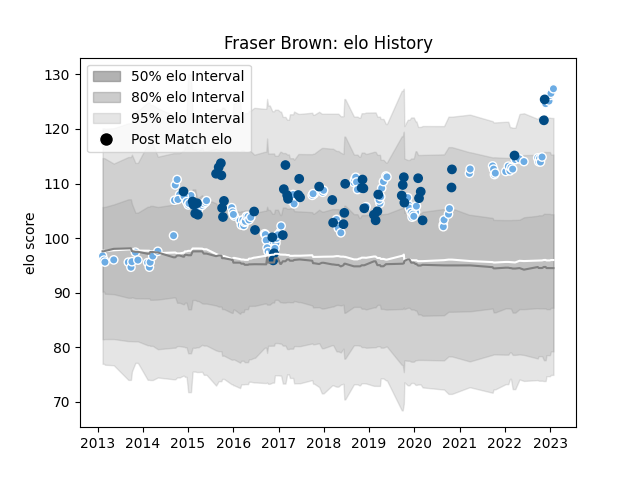 Fraser Brown: elo History
50% elo Interval
80% elo Interval
95% elo Interval
Post Match elo
elo score
130
120
110
100
90
80
70
2013 2014 2015 2016 2017 2018 2019 2020 2021 2022 2023